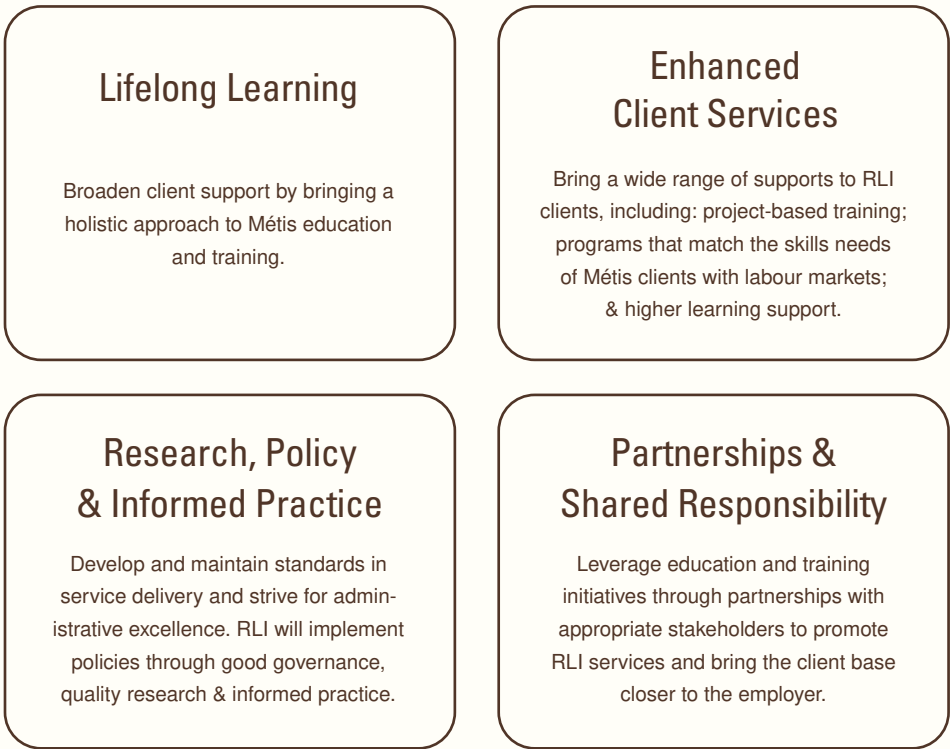 Lifelong Learning
Broaden client support by bringing a
holistic approach to Métis education
and training.
Enhanced
Client Services
Bring a wide range of supports to RLI
clients, including: project-based training;
programs that match the skills needs
of Métis clients with labour markets;
& higher learning support.
Research, Policy
& Informed Practice
Develop and maintain standards in
service delivery and strive for admin-
istrative excellence. RLI will implement
policies through good governance,
quality research & informed practice.
Partnerships &
Shared Responsibility
Leverage education and training
initiatives through partnerships with
appropriate stakeholders to promote
RLI services and bring the client base
closer to the employer.